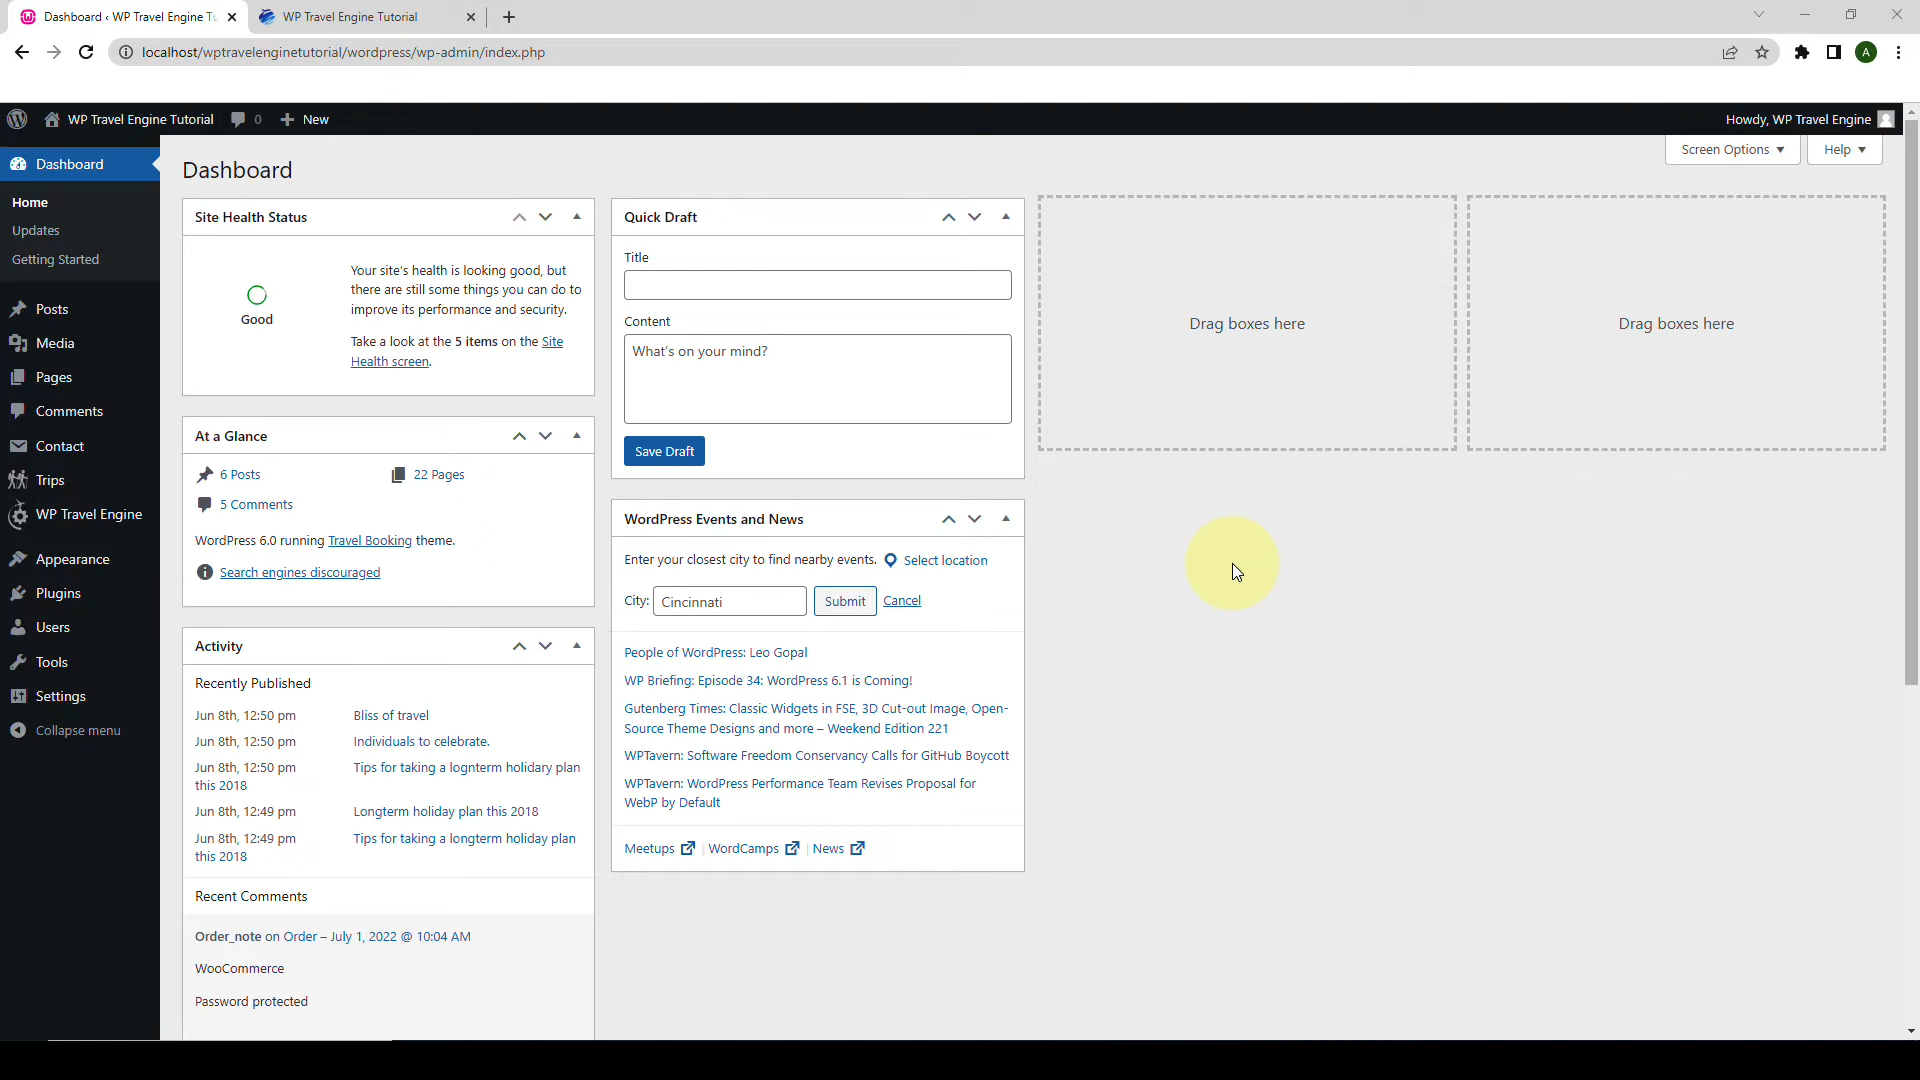 Dashboard ‹ WP Travel Engine Tu
WP Travel Engine Tutorial
localhost/wptravelenginetutorial/wordpress/wp-admin/index.php
A
WP Travel Engine Tutorial
0
New
Howdy, WP Travel Engine
Dashboard
Home
Updates
Getting Started
Posts
Media
Pages
Comments
Contact
Trips
WP Travel Engine
Appearance
Plugins
Users
Tools
Settings
Collapse menu
Screen Options
Help
Dashboard
Site Health Status
Good
Your site's health is looking good, but
there are still some things you can do to
improve its performance and security.
Take a look at the 5 items on the Site
Health screen.
At a Glance
6 Posts
22 Pages
5 Comments
WordPress 6.0 running Travel Booking theme.
Search engines discouraged
Activity
Recently Published
Jun 8th, 12:50 pm Bliss of travel
Jun 8th, 12:50 pm Individuals to celebrate.
Jun 8th, 12:50 pm Tips for taking a lognterm holidary plan
this 2018
Jun 8th, 12:49 pm Longterm holiday plan this 2018
Jun 8th, 12:49 pm Tips for taking a longterm holiday plan
this 2018
Recent Comments
Order_note on Order – July 1, 2022 @ 10:04 AM
WooCommerce
Password protected
Quick Draft
Title
Content
What's on your mind?
Save Draft
WordPress Events and News
Enter your closest city to find nearby events. Select location
City: Cincinnati Submit Cancel
People of WordPress: Leo Gopal
WP Briefing: Episode 34: WordPress 6.1 is Coming!
Gutenberg Times: Classic Widgets in FSE, 3D Cut-out Image, Open-
Source Theme Designs and more – Weekend Edition 221
WPTavern: Software Freedom Conservancy Calls for GitHub Boycott
WPTavern: WordPress Performance Team Revises Proposal for
WebP by Default
Meetups | WordCamps | News
Drag boxes here
Drag boxes here